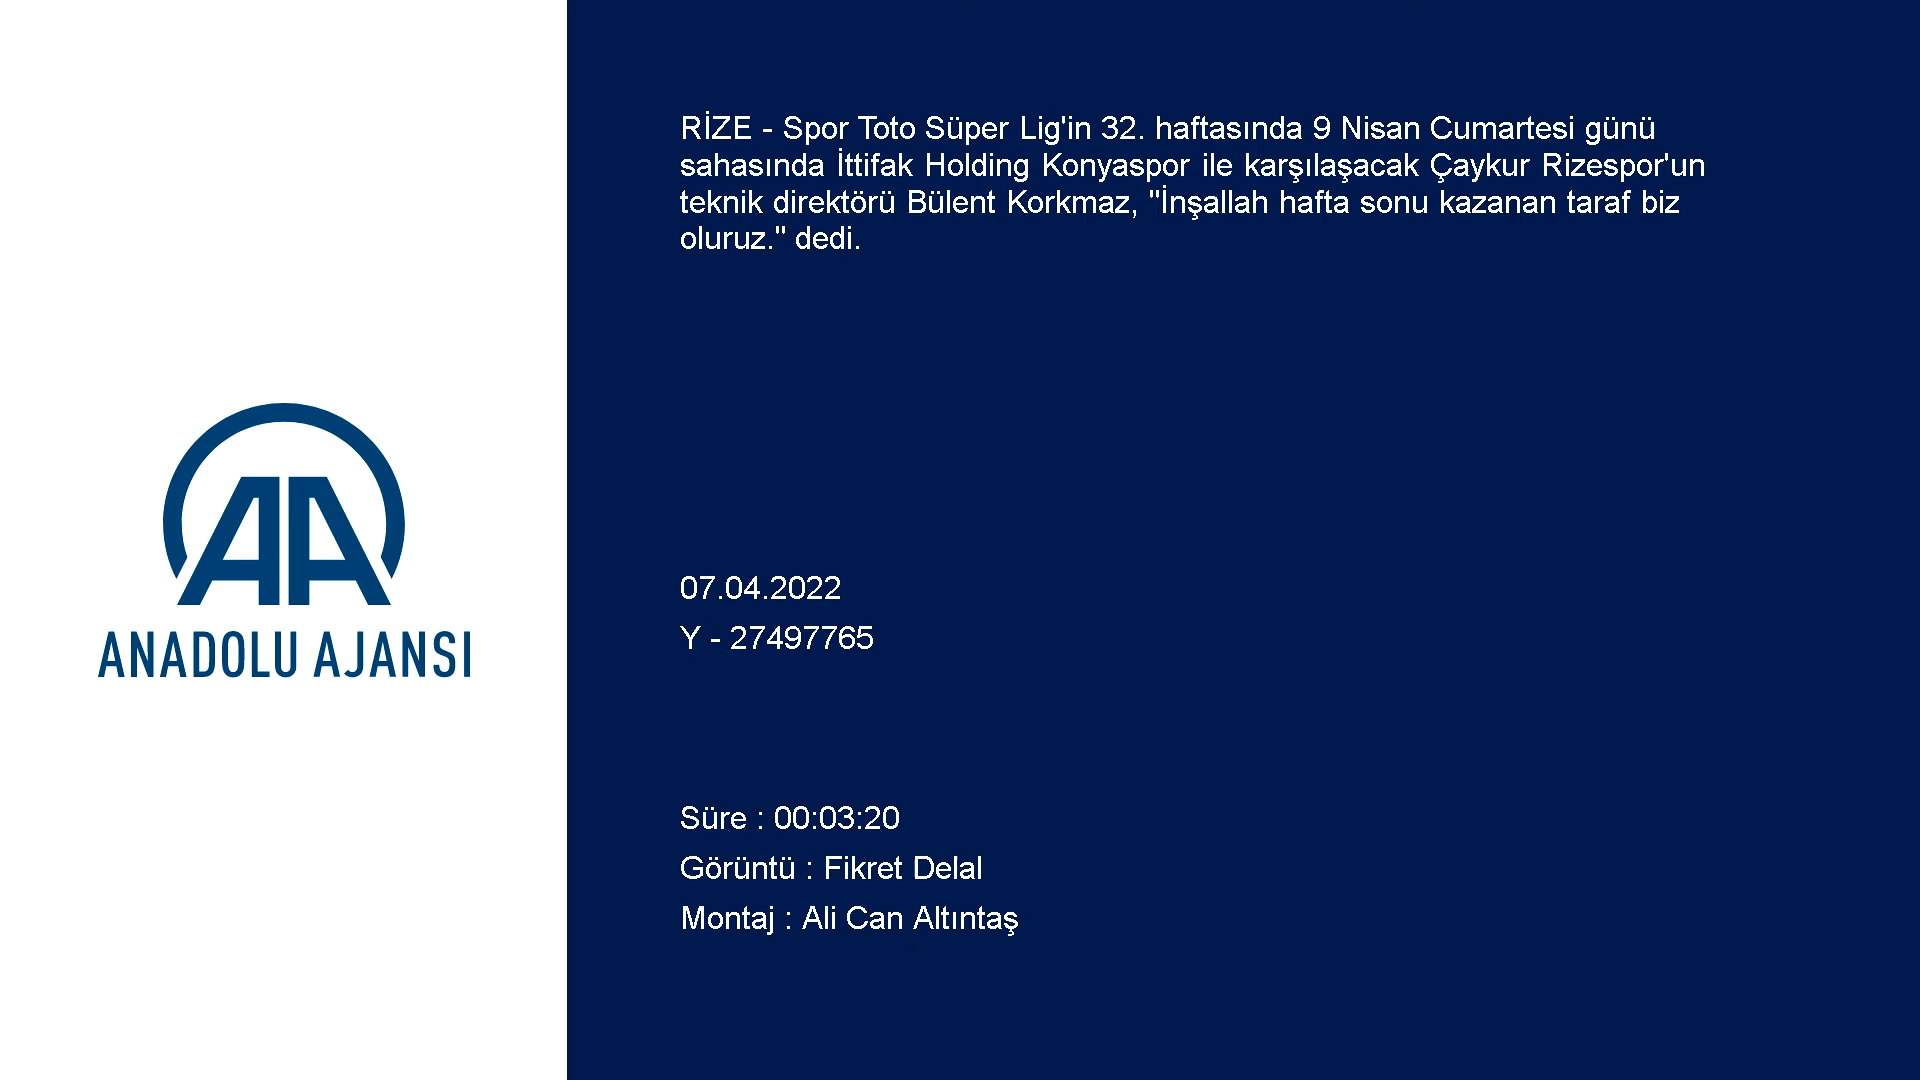 RİZE - Spor Toto Süper Lig'in 32. haftasında 9 Nisan Cumartesi günü
sahasında İttifak Holding Konyaspor ile karşılaşacak Çaykur Rizespor'un
teknik direktörü Bülent Korkmaz, "İnşallah hafta sonu kazanan taraf biz
oluruz." dedi.
AA
ANADOLU AJANSI
07.04.2022
Y - 27497765
Süre : 00:03:20
Görüntü : Fikret Delal
Montaj : Ali Can Altıntaş